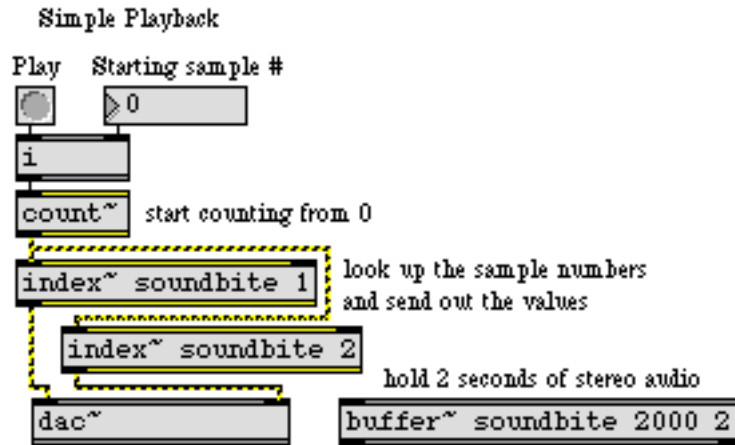 Simple Playback
Play
Starting sample #
0
i
count~
start counting from 0
index~ soundbite 1
look up the sample numbers
and send out the values
index~ soundbite 2
hold 2 seconds of stereo audio
dac~
buffer~ soundbite 2000 2